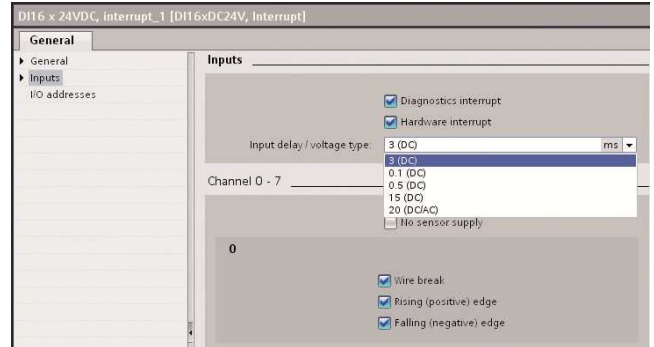 DI16 x 24VDC, interrupt_1 [DI16xDC24V, Interrupt]
General
General
Inputs
I/O addresses
Inputs
Diagnostics interrupt
Hardware interrupt
Input delay / voltage type: 3 (DC) ms
3 (DC)
0.1 (DC)
0.5 (DC)
15 (DC)
20 (DC/AC)
Channel 0 - 7
No sensor supply
0
Wire break
Rising (positive) edge
Falling (negative) edge